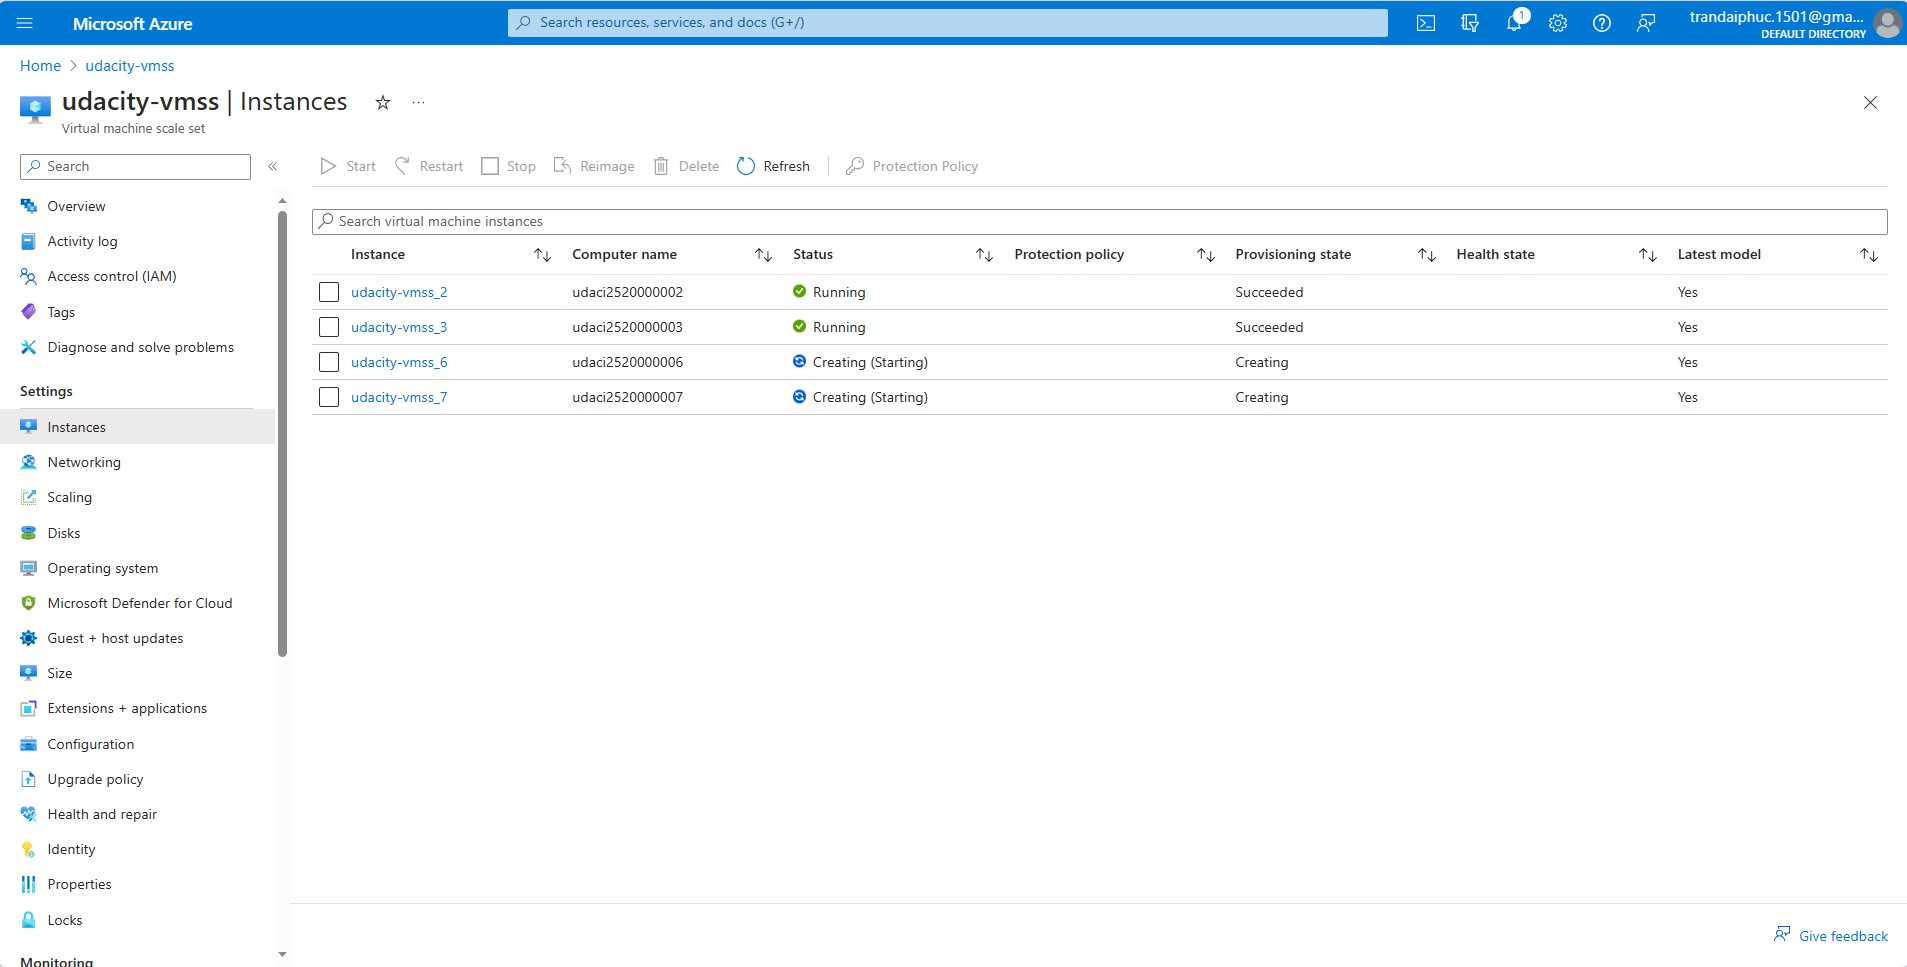 Microsoft Azure
Search resources, services, and docs (G+/)
1
trandaiphuc.1501@gma...
DEFAULT DIRECTORY
Home > udacity-vmss
udacity-vmss | Instances
Virtual machine scale set
Search
Overview
Activity log
Access control (IAM)
Tags
Diagnose and solve problems
Settings
Instances
Networking
Scaling
Disks
Operating system
Microsoft Defender for Cloud
Guest + host updates
Size
Extensions + applications
Configuration
Upgrade policy
Health and repair
Identity
Properties
Locks
Monitoring
Start Restart Stop Reimage Delete Refresh Protection Policy
Search virtual machine instances
Instance Computer name Status Protection policy Provisioning state Health state Latest model
udacity-vmss_2 udaci2520000002 Running Succeeded Yes
udacity-vmss_3 udaci2520000003 Running Succeeded Yes
udacity-vmss_6 udaci2520000006 Creating (Starting) Creating Yes
udacity-vmss_7 udaci2520000007 Creating (Starting) Creating Yes
Give feedback